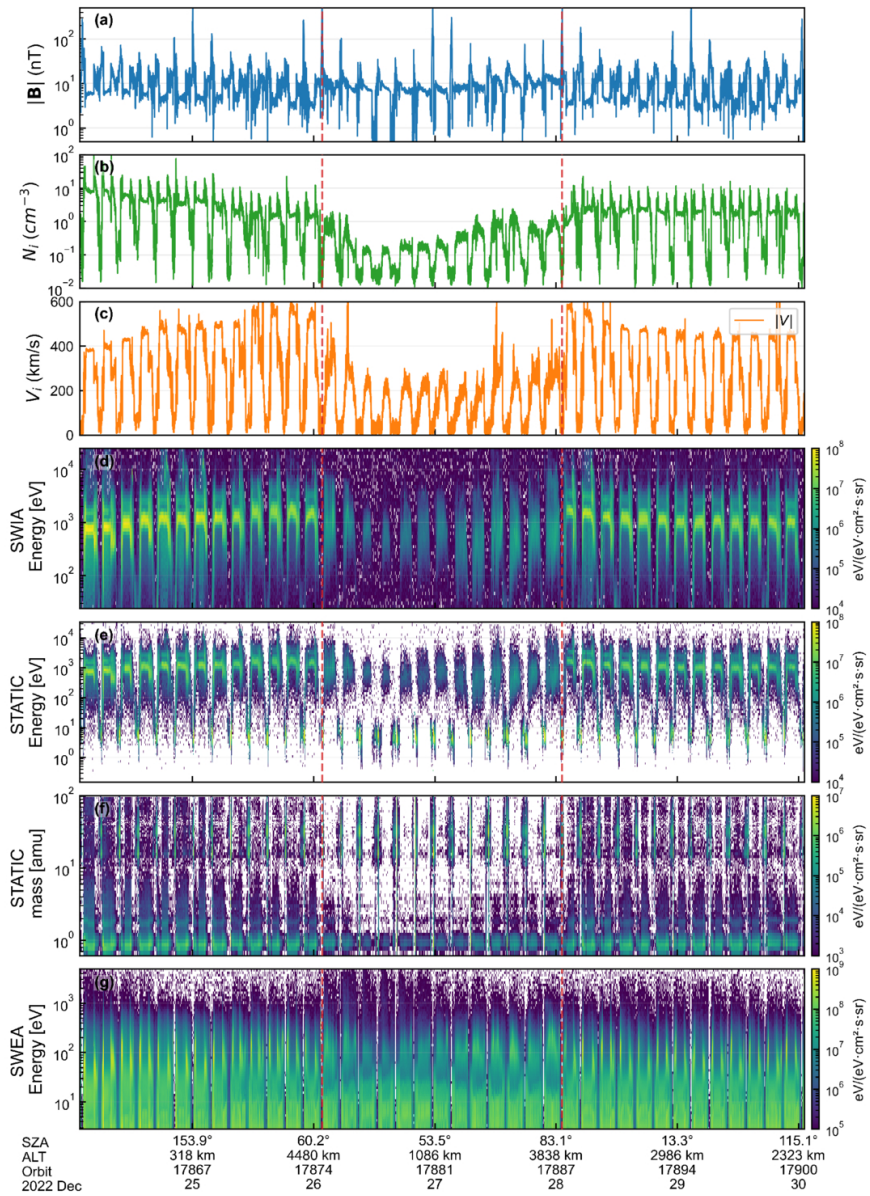 (a)
|B| (nT)
10² 10¹ 10⁰
(b)
Nᵢ (cm⁻³)
10² 10¹ 10⁰ 10⁻¹ 10⁻²
(c)
|V|
Vᵢ (km/s)
600 400 200 0
(d)
SWIA
Energy [eV]
10⁴ 10³ 10²
10⁸ 10⁷ 10⁶ 10⁵ 10⁴
eV/(eV·cm²·s·sr)
(e)
STATIC
Energy [eV]
10⁴ 10³ 10² 10¹ 10⁰
10⁸ 10⁷ 10⁶ 10⁵ 10⁴
eV/(eV·cm²·s·sr)
(f)
STATIC
mass [amu]
10² 10¹ 10⁰
10⁷ 10⁶ 10⁵ 10⁴ 10³
eV/(eV·cm²·s·sr)
(g)
SWEA
Energy [eV]
10³ 10² 10¹
10⁹ 10⁸ 10⁷ 10⁶ 10⁵
eV/(eV·cm²·s·sr)
SZA 153.9° 60.2° 53.5° 83.1° 13.3° 115.1°
ALT 318 km 4480 km 1086 km 3838 km 2986 km 2323 km
Orbit 17867 17874 17881 17887 17894 17900
2022 Dec 25 26 27 28 29 30